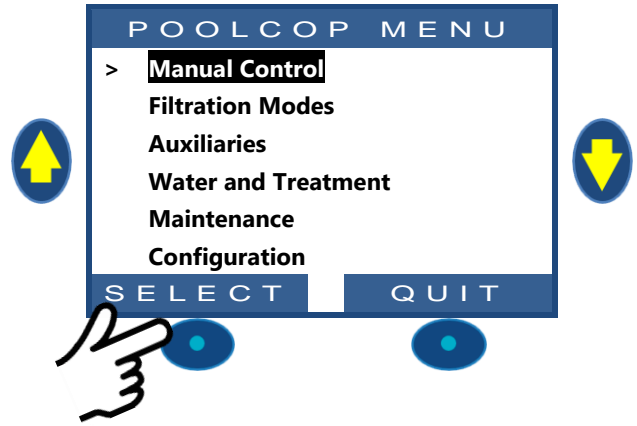 POOLCOP MENU
> Manual Control
Filtration Modes
Auxiliaries
Water and Treatment
Maintenance
Configuration
SELECT QUIT